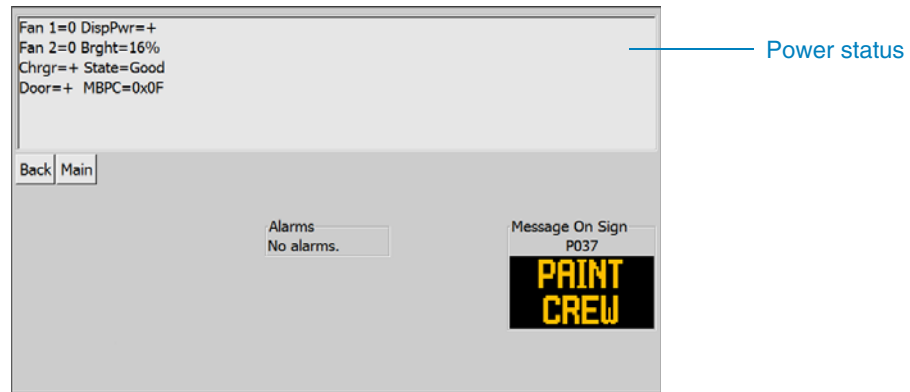 Fan 1=0 DispPwr=+
Fan 2=0 Brght=16%
Chrgr=+ State=Good
Door=+  MBPC=0x0F
Power status
Back Main
Alarms
No alarms.
Message On Sign
P037
PAINT
CREW